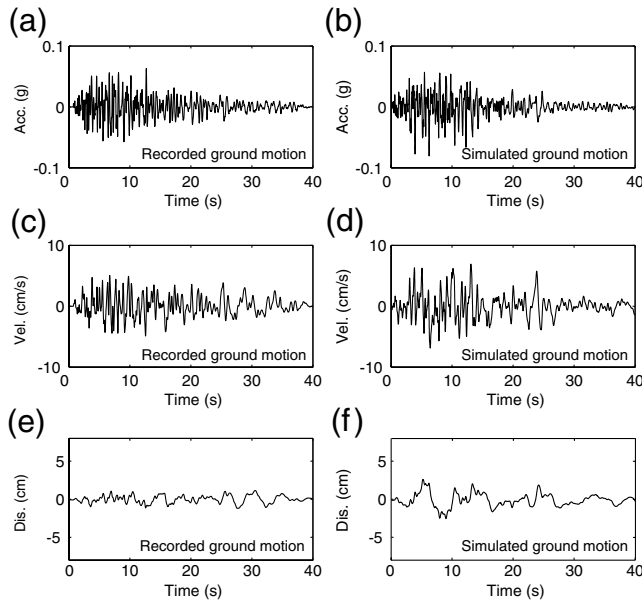 (a)
0.1
Acc. (g)
0
-0.1
Recorded ground motion
0 10 20 30 40
Time (s)
(b)
0.1
Acc. (g)
0
-0.1
Simulated ground motion
0 10 20 30 40
Time (s)
(c)
10
Vel. (cm/s)
0
-10
Recorded ground motion
0 10 20 30 40
Time (s)
(d)
10
Vel. (cm/s)
0
-10
Simulated ground motion
0 10 20 30 40
Time (s)
(e)
5
Dis. (cm)
0
-5
Recorded ground motion
0 10 20 30 40
Time (s)
(f)
5
Dis. (cm)
0
-5
Simulated ground motion
0 10 20 30 40
Time (s)